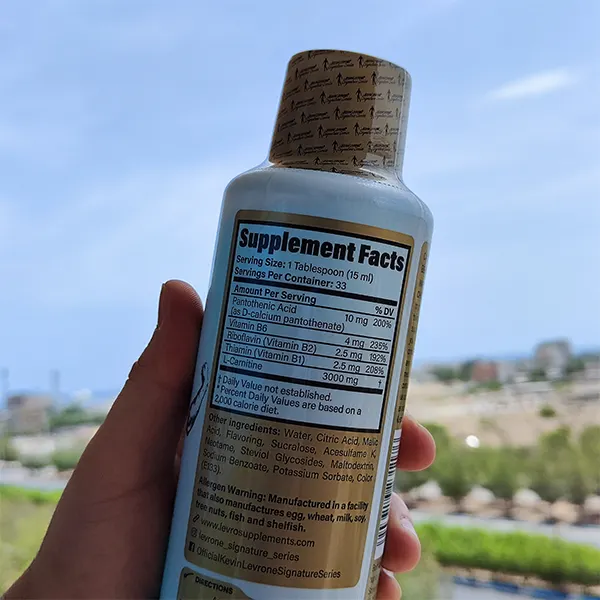 Supplement Facts
Serving Size: 1 Tablespoon (15 ml)
Servings Per Container: 33
Amount Per Serving % DV
Pantothenic Acid
(as D-calcium pantothenate) 10 mg 200%
Vitamin B6 4 mg 235%
Riboflavin (Vitamin B2) 2.5 mg 192%
Thiamin (Vitamin B1) 2.5 mg 208%
L-Carnitine 3000 mg †
† Daily Value not established.
* Percent Daily Values are based on a
2,000 calorie diet.
Other ingredients: Water, Citric Acid, Malic
Acid, Flavoring, Sucralose, Acesulfame K,
Neotame, Steviol Glycosides, Maltodextrin,
Sodium Benzoate, Potassium Sorbate, Color
(E133).
Allergen Warning: Manufactured in a facility
that also manufactures egg, wheat, milk, soy,
tree nuts, fish and shelfish.
www.levrosupplements.com
levrone_signature_series
OfficialKevinLevroneSignatureSeries
DIRECTIONS